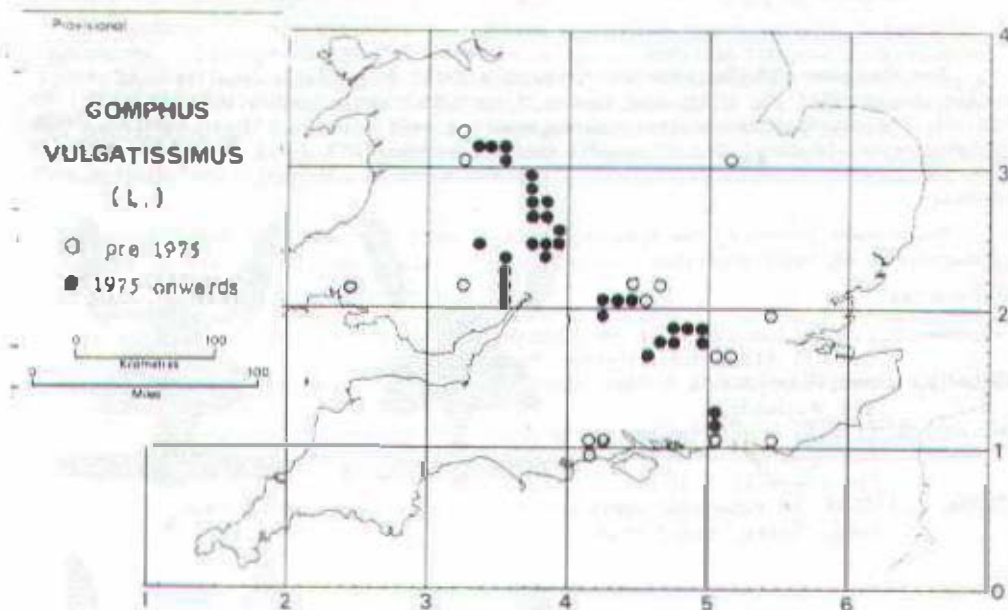 Provisional
GOMPHUS
VULGATISSIMUS
(L.)
○ pre 1975
● 1975 onwards
0 100
Kilometres
0 100
Miles
4
3
2
1
0
1 2 3 4 5 6